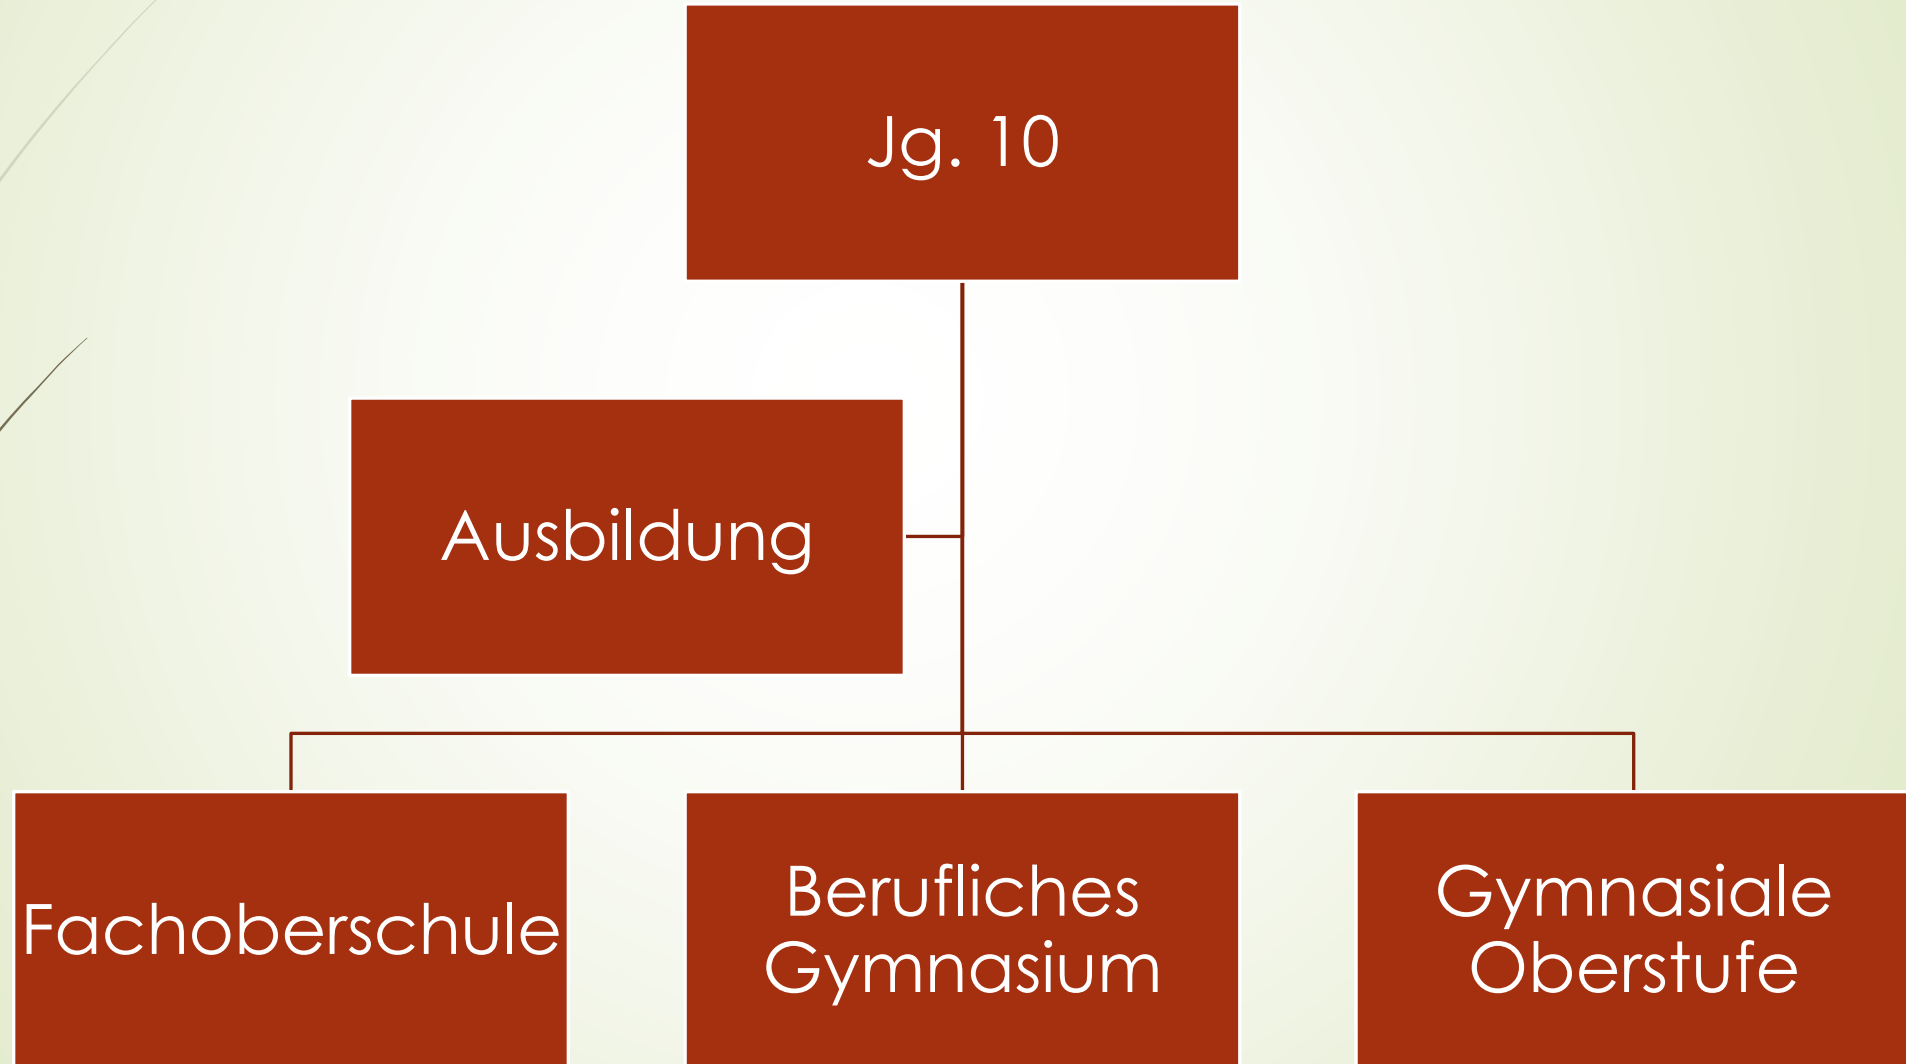 Jg. 10
Ausbildung
Fachoberschule
Berufliches
Gymnasium
Gymnasiale
Oberstufe